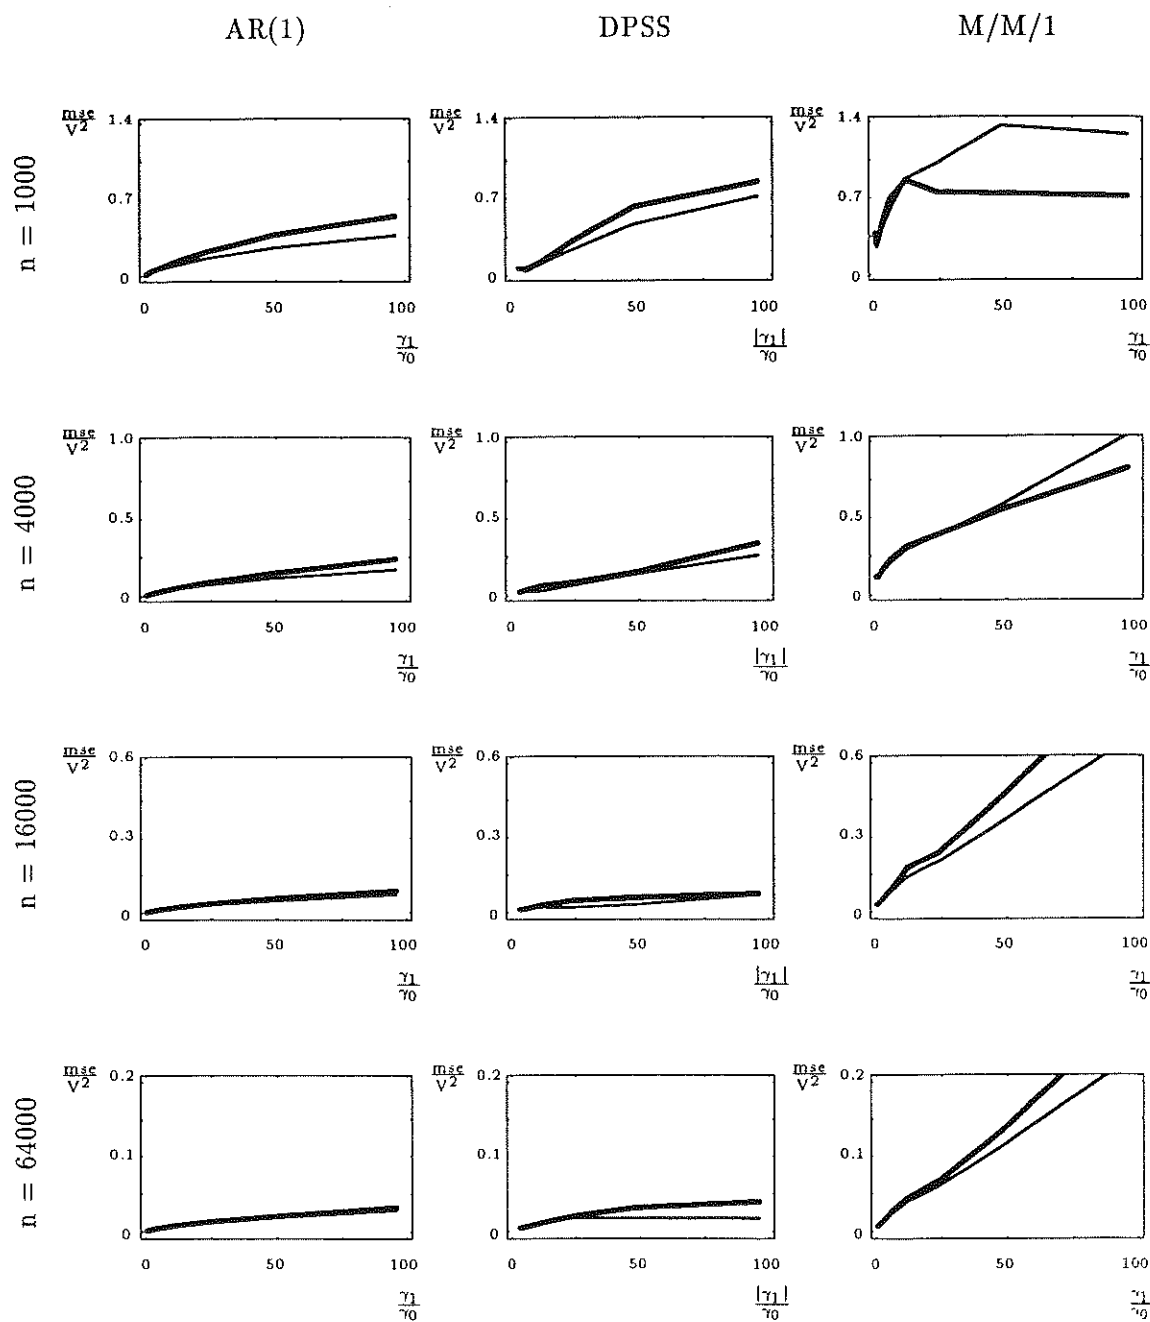 AR(1) DPSS M/M/1
n = 1000
mse/V² 1.4 0.7 0 0 50 100 γ₁/γ₀
mse/V² 1.4 0.7 0 0 50 100 |γ₁|/γ₀
mse/V² 1.4 0.7 0 0 50 100 γ₁/γ₀
n = 4000
mse/V² 1.0 0.5 0 0 50 100 γ₁/γ₀
mse/V² 1.0 0.5 0 0 50 100 |γ₁|/γ₀
mse/V² 1.0 0.5 0 0 50 100 γ₁/γ₀
n = 16000
mse/V² 0.6 0.3 0 0 50 100 γ₁/γ₀
mse/V² 0.6 0.3 0 0 50 100 |γ₁|/γ₀
mse/V² 0.6 0.3 0 0 50 100 γ₁/γ₀
n = 64000
mse/V² 0.2 0.1 0 0 50 100 γ₁/γ₀
mse/V² 0.2 0.1 0 0 50 100 |γ₁|/γ₀
mse/V² 0.2 0.1 0 0 50 100 γ₁/γ₀